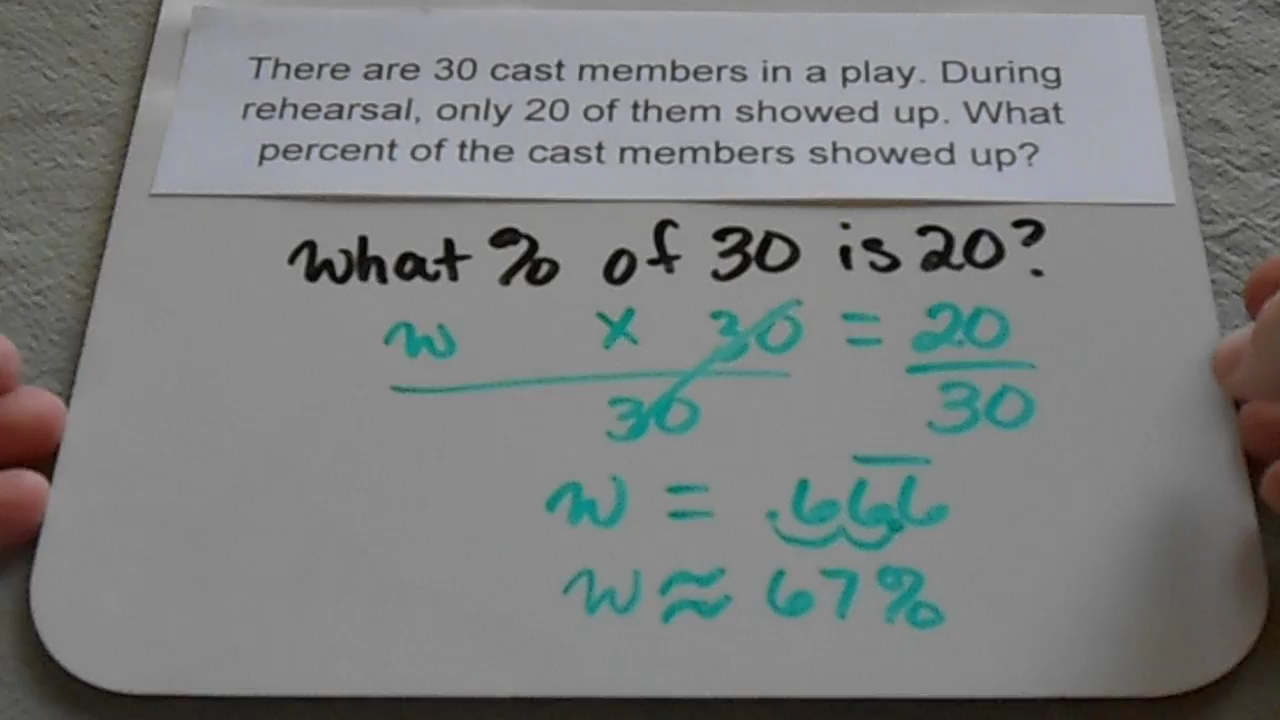 There are 30 cast members in a play. During
rehearsal, only 20 of them showed up. What
percent of the cast members showed up?
What % of 30 is 20?
w x 30 = 20
30 30
w = .666
w ≈ 67%